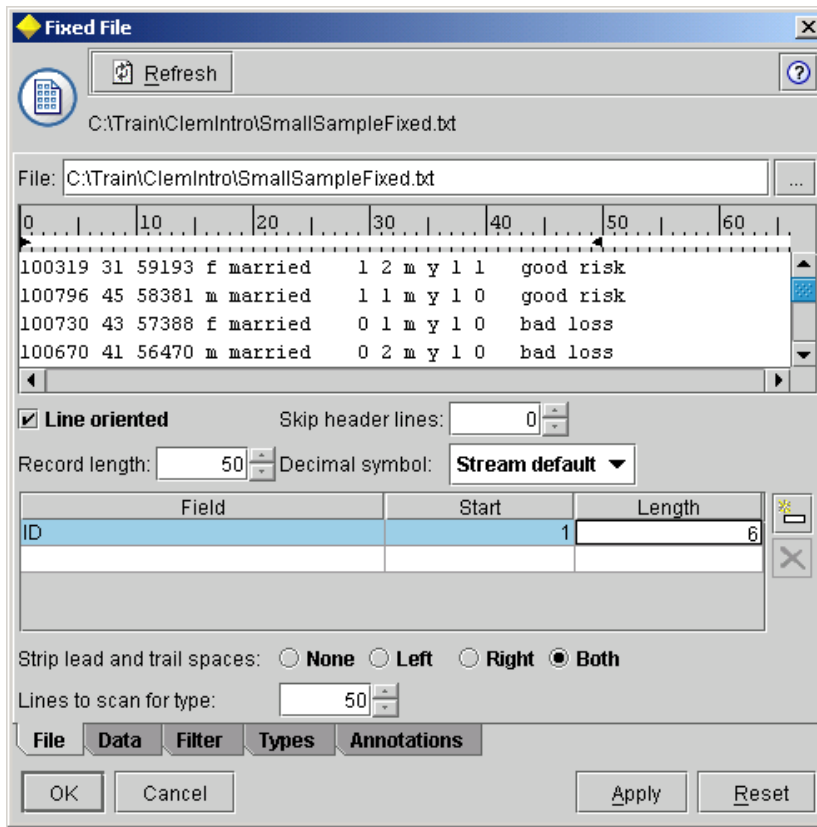 Fixed File
Refresh
C:\Train\ClemIntro\SmallSampleFixed.txt
File: C:\Train\ClemIntro\SmallSampleFixed.txt ...
0 10 20 30 40 50 60
100319 31 59193 f married 1 2 m y 1 1 good risk
100796 45 58381 m married 1 1 m y 1 0 good risk
100730 43 57388 f married 0 1 m y 1 0 bad loss
100670 41 56470 m married 0 2 m y 1 0 bad loss
Line oriented Skip header lines: 0
Record length: 50 Decimal symbol: Stream default
Field Start Length
ID 1 6
Strip lead and trail spaces: None Left Right Both
Lines to scan for type: 50
File Data Filter Types Annotations
OK Cancel Apply Reset